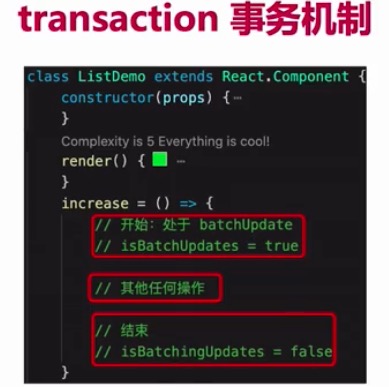 transaction 事务机制
class ListDemo extends React.Component {
constructor(props) {…
}
Complexity is 5 Everything is cool!
render() { …
}
increase = () => {
// 开始：处于 batchUpdate
// isBatchUpdates = true
// 其他任何操作
// 结束
// isBatchingUpdates = false
}